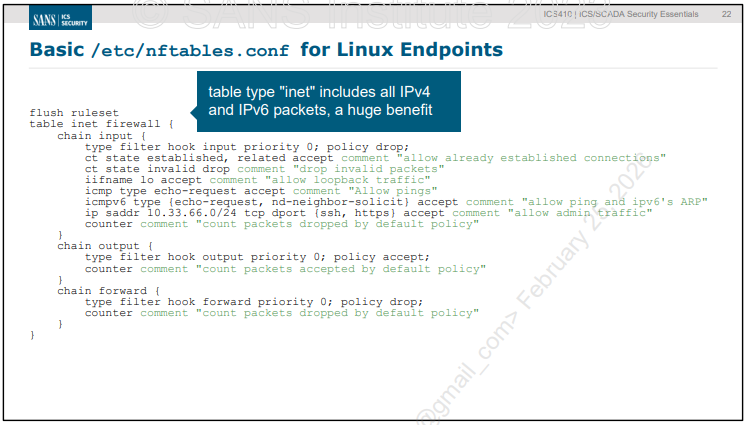 © SANS Institute 2026
SANS | ICS SECURITY
ICS410 | ICS/SCADA Security Essentials 22
Basic /etc/nftables.conf for Linux Endpoints
table type "inet" includes all IPv4
and IPv6 packets, a huge benefit
flush ruleset
table inet firewall {
    chain input {
        type filter hook input priority 0; policy drop;
        ct state established, related accept comment "allow already established connections"
        ct state invalid drop comment "drop invalid packets"
        iifname lo accept comment "allow loopback traffic"
        icmp type echo-request accept comment "Allow pings"
        icmpv6 type {echo-request, nd-neighbor-solicit} accept comment "allow ping and ipv6's ARP"
        ip saddr 10.33.66.0/24 tcp dport {ssh, https} accept comment "allow admin traffic"
        counter comment "count packets dropped by default policy"
    }
    chain output {
        type filter hook output priority 0; policy accept;
        counter comment "count packets accepted by default policy"
    }
    chain forward {
        type filter hook forward priority 0; policy drop;
        counter comment "count packets dropped by default policy"
    }
}